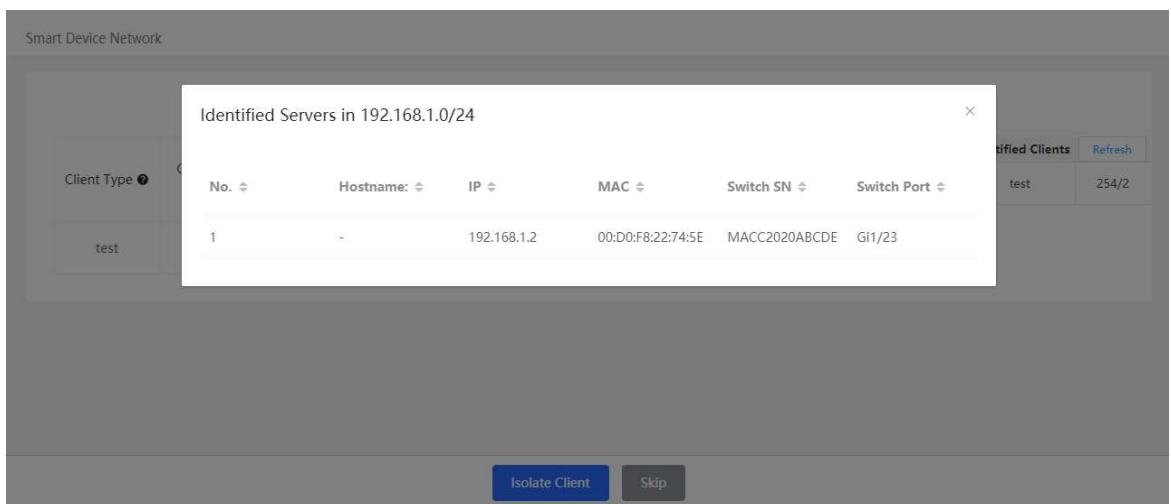 Smart Device Network
Identified Servers in 192.168.1.0/24
×
tified Clients Refresh
Client Type
No. Hostname: IP MAC Switch SN Switch Port
test 254/2
1 - 192.168.1.2 00:D0:F8:22:74:5E MACC2020ABCDE GI1/23
test
Isolate Client Skip